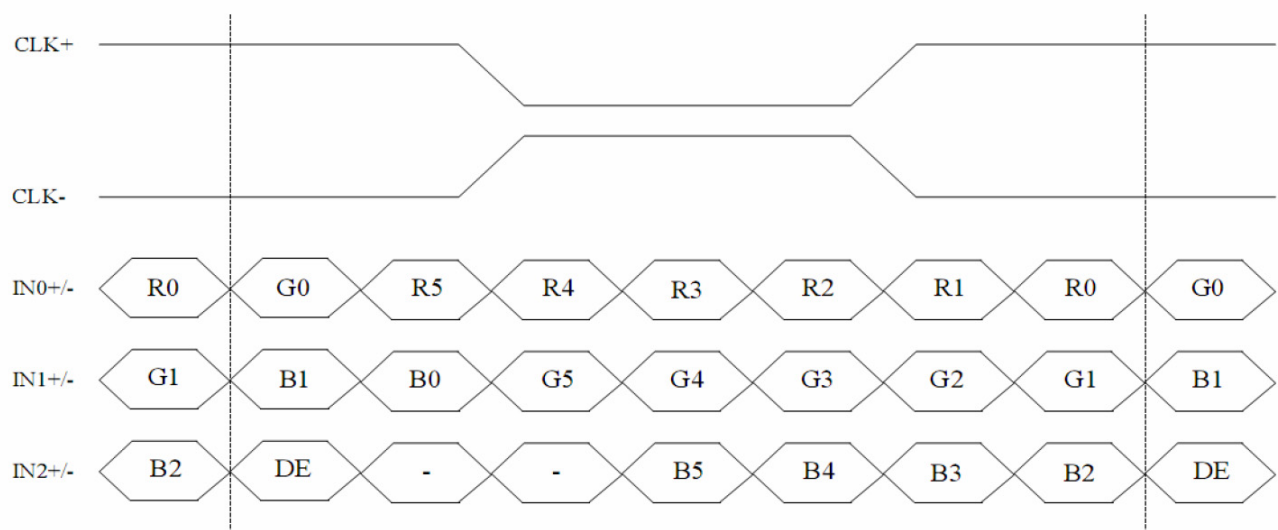 CLK+
CLK-
IN0+/- R0 G0 R5 R4 R3 R2 R1 R0 G0
IN1+/- G1 B1 B0 G5 G4 G3 G2 G1 B1
IN2+/- B2 DE - - B5 B4 B3 B2 DE